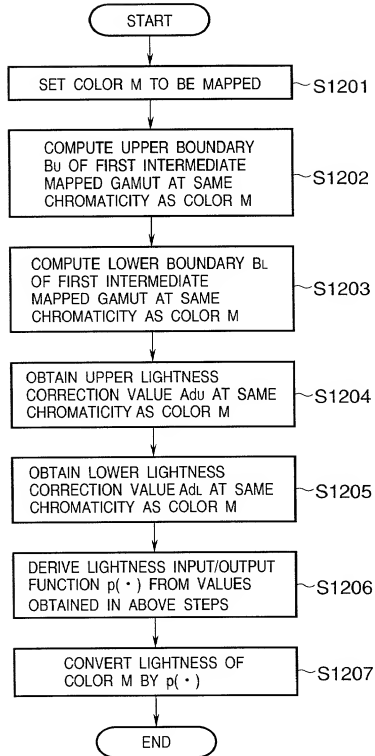 START
SET COLOR M TO BE MAPPED
S1201
COMPUTE UPPER BOUNDARY
BU OF FIRST INTERMEDIATE
MAPPED GAMUT AT SAME
CHROMATICITY AS COLOR M
S1202
COMPUTE LOWER BOUNDARY BL
OF FIRST INTERMEDIATE
MAPPED GAMUT AT SAME
CHROMATICITY AS COLOR M
S1203
OBTAIN UPPER LIGHTNESS
CORRECTION VALUE AdU AT SAME
CHROMATICITY AS COLOR M
S1204
OBTAIN LOWER LIGHTNESS
CORRECTION VALUE AdL AT SAME
CHROMATICITY AS COLOR M
S1205
DERIVE LIGHTNESS INPUT/OUTPUT
FUNCTION p(・) FROM VALUES
OBTAINED IN ABOVE STEPS
S1206
CONVERT LIGHTNESS OF
COLOR M BY p(・)
S1207
END